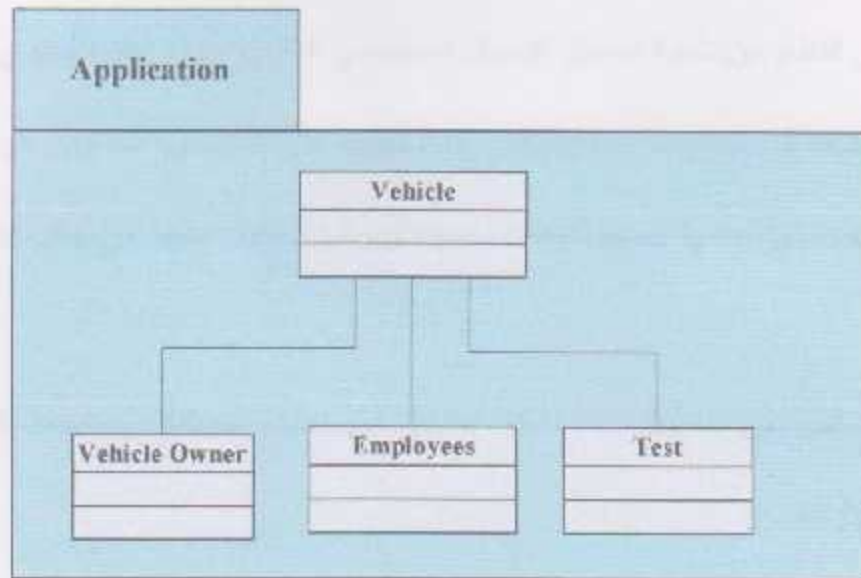 Application
Vehicle
Vehicle Owner
Employees
Test